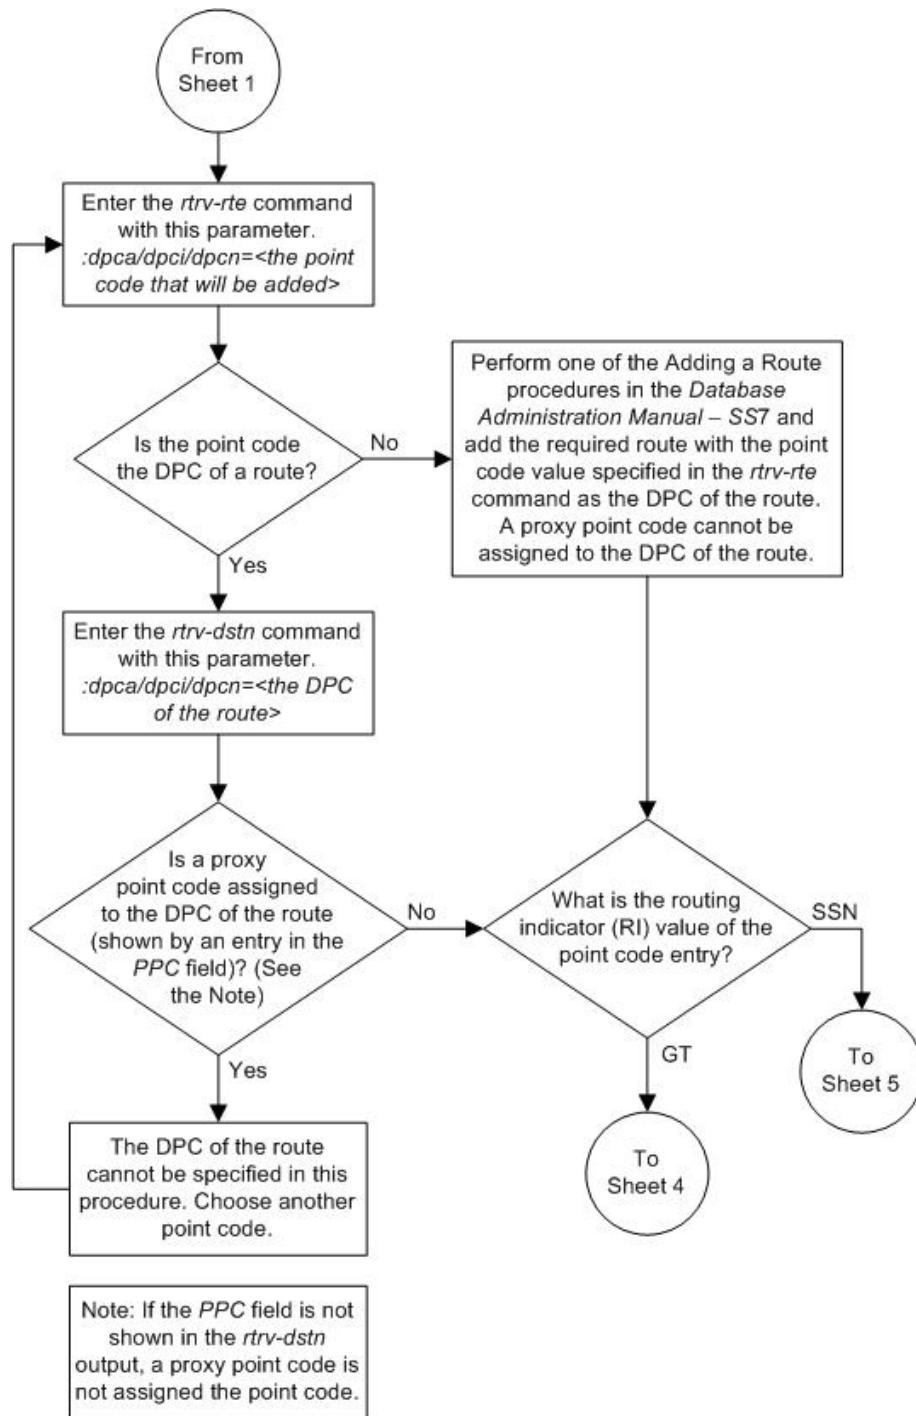 From
Sheet 1
Enter the rtrv-rte command
with this parameter.
:dpca/dpci/dpcn=<the point
code that will be added>
Is the point code
the DPC of a route?
No
Yes
Perform one of the Adding a Route
procedures in the Database
Administration Manual – SS7 and
add the required route with the point
code value specified in the rtrv-rte
command as the DPC of the route.
A proxy point code cannot be
assigned to the DPC of the route.
Enter the rtrv-dstn command
with this parameter.
:dpca/dpci/dpcn=<the DPC
of the route>
Is a proxy
point code assigned
to the DPC of the route
(shown by an entry in the
PPC field)? (See
the Note)
No
Yes
What is the routing
indicator (RI) value of the
point code entry?
SSN
GT
To
Sheet 5
To
Sheet 4
The DPC of the route
cannot be specified in this
procedure. Choose another
point code.
Note: If the PPC field is not
shown in the rtrv-dstn
output, a proxy point code is
not assigned the point code.